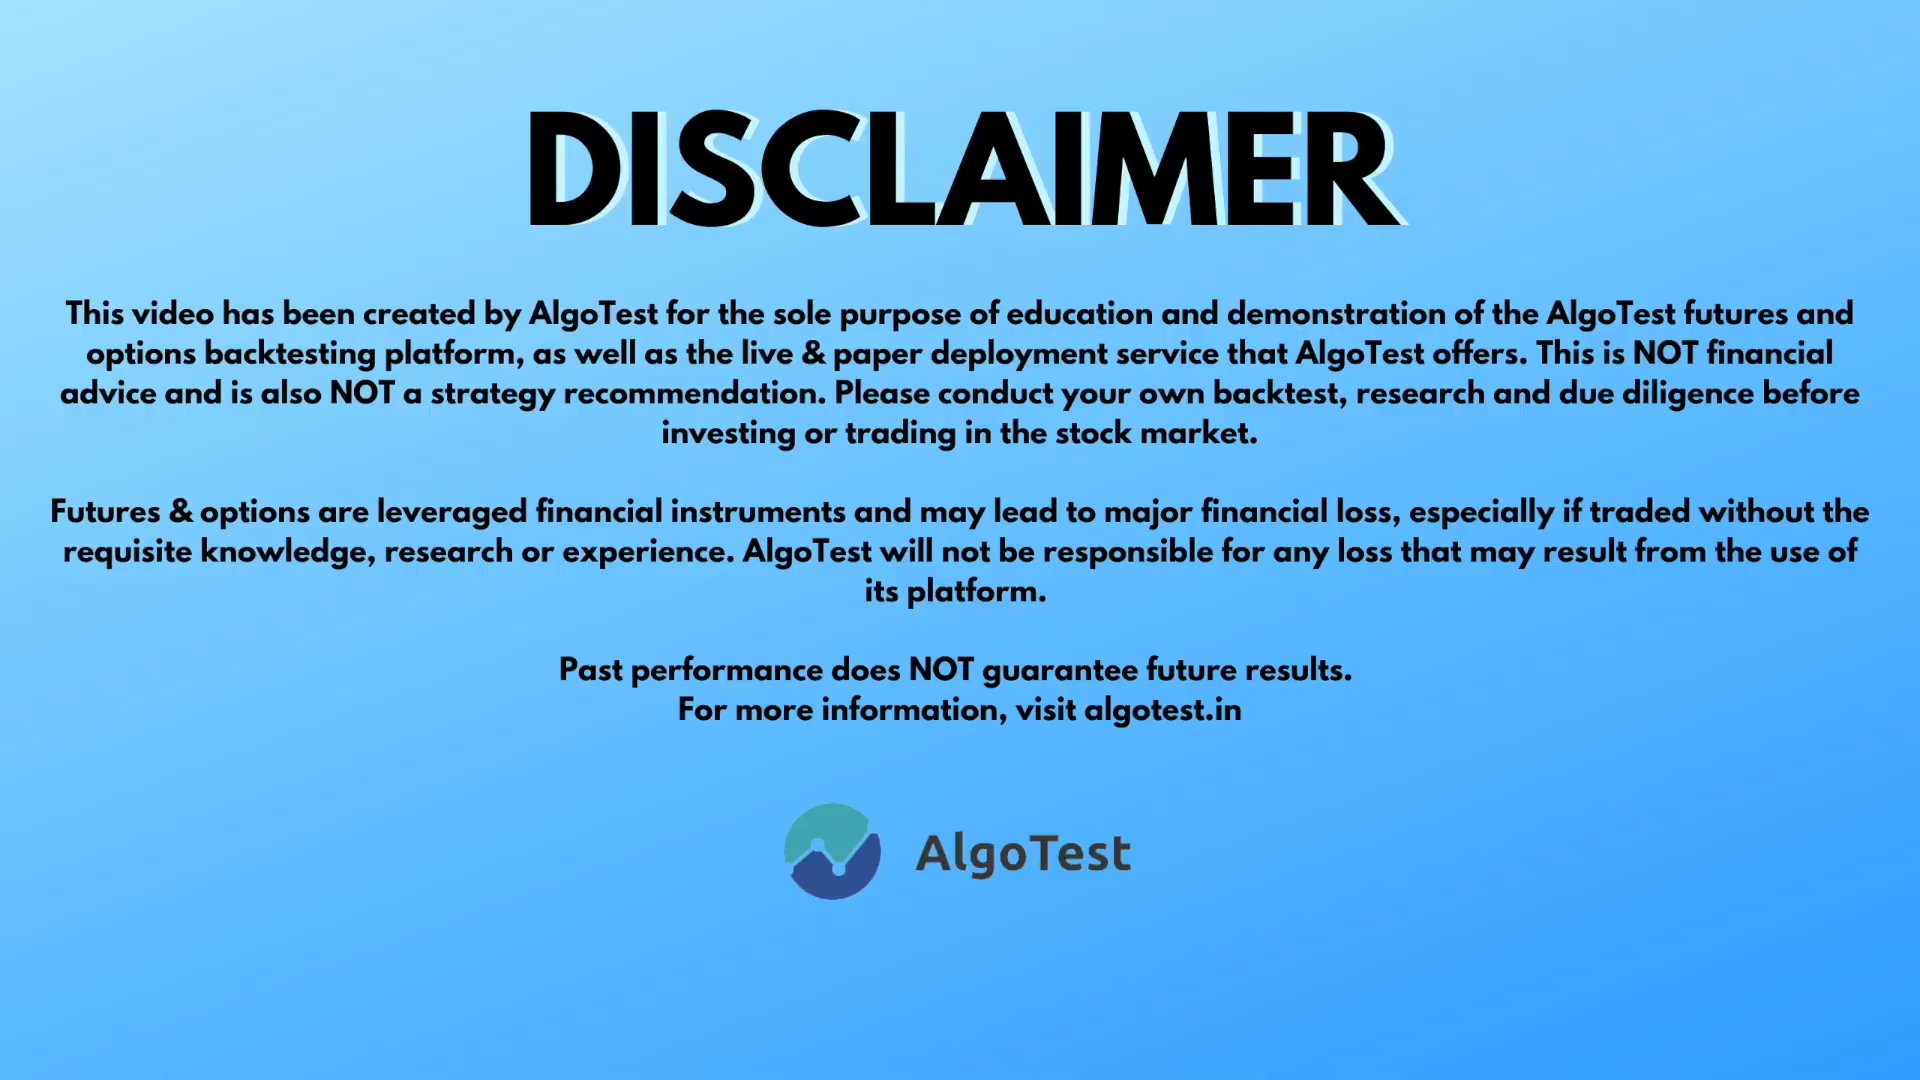 DISCLAIMER
This video has been created by AlgoTest for the sole purpose of education and demonstration of the AlgoTest futures and
options backtesting platform, as well as the live & paper deployment service that AlgoTest offers. This is NOT financial
advice and is also NOT a strategy recommendation. Please conduct your own backtest, research and due diligence before
investing or trading in the stock market.
Futures & options are leveraged financial instruments and may lead to major financial loss, especially if traded without the
requisite knowledge, research or experience. AlgoTest will not be responsible for any loss that may result from the use of
its platform.
Past performance does NOT guarantee future results.
For more information, visit algotest.in
AlgoTest